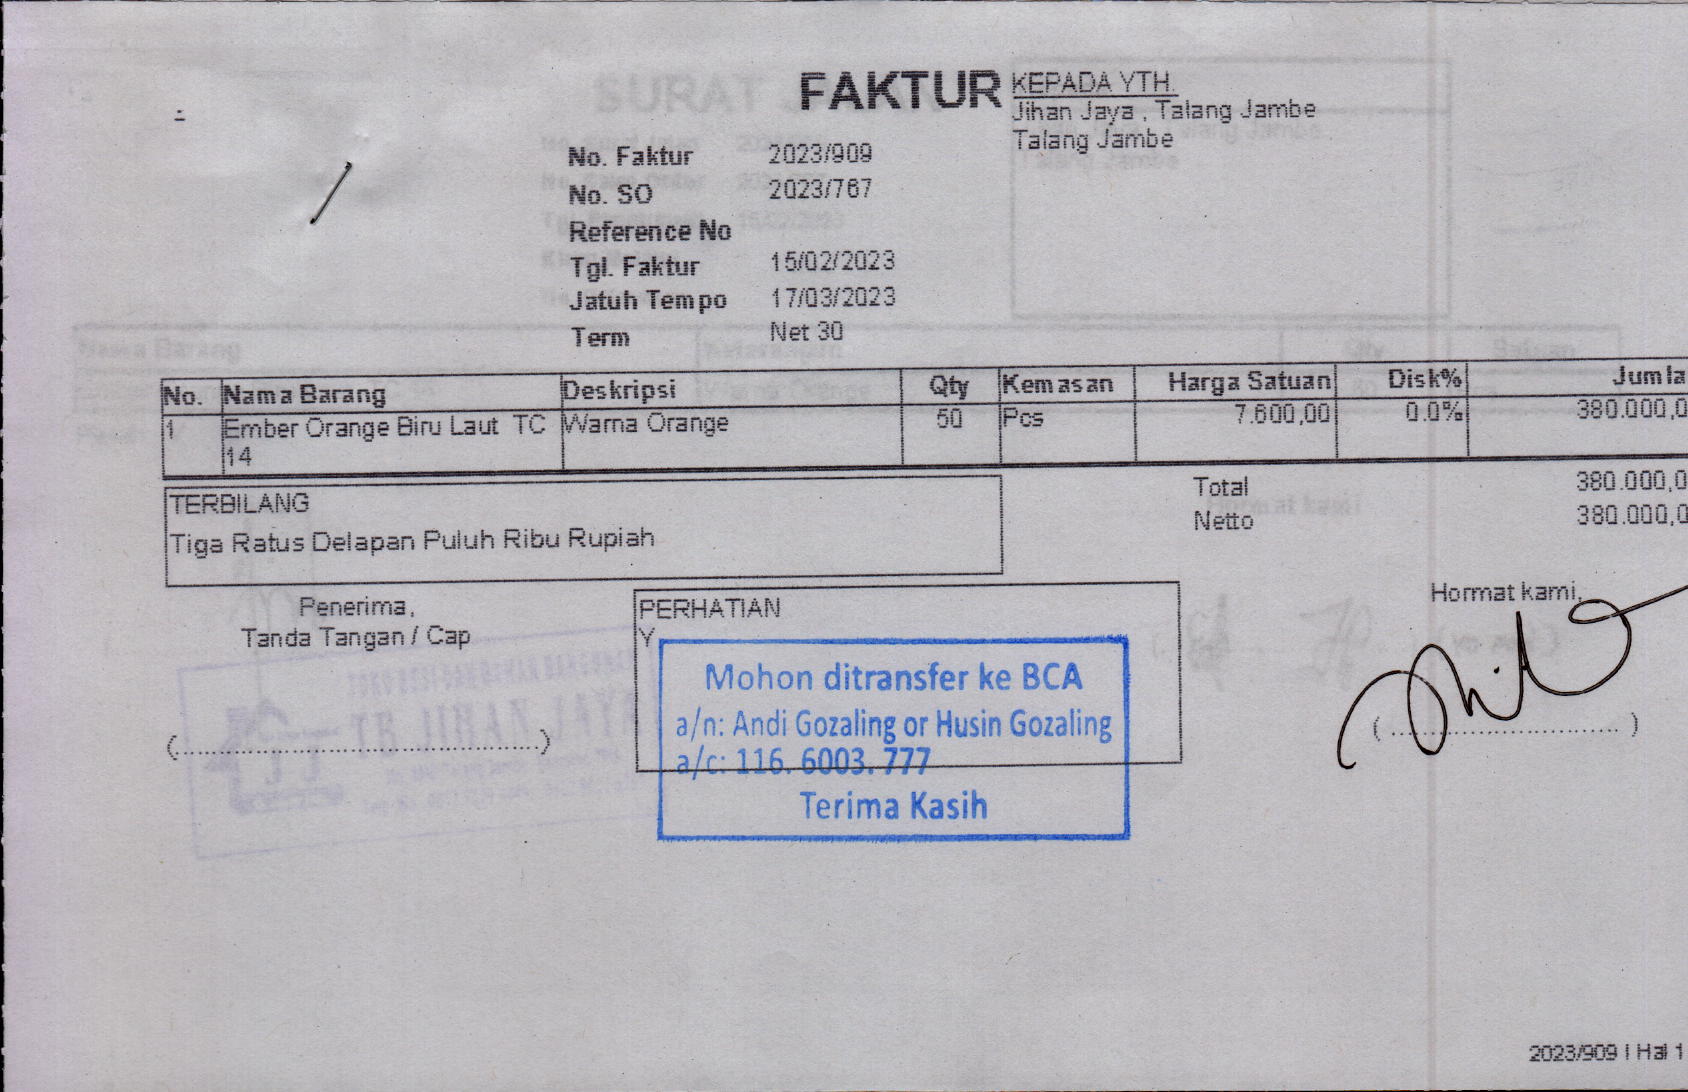 FAKTUR
KEPADA YTH.
Jihan Jaya , Talang Jambe
Talang Jambe
No. Faktur 2023/909
No. SO 2023/767
Reference No
Tgl. Faktur 15/02/2023
Jatuh Tempo 17/03/2023
Term Net 30
No. Nama Barang Deskripsi Qty Kemasan Harga Satuan Disk% Jumla
1 Ember Orange Biru Laut TC Warna Orange 50 Pcs 7.600,00 0.0% 380.000,0
14
TERBILANG
Tiga Ratus Delapan Puluh Ribu Rupiah
Total 380.000,0
Netto 380.000,0
Penerima,
Tanda Tangan / Cap
(........................................)
PERHATIAN
Y
Mohon ditransfer ke BCA
a/n: Andi Gozaling or Husin Gozaling
a/c: 116. 6003. 777
Terima Kasih
Hormat kami,
(..............................)
TB JIHAN JAYA
SURAT
2023/909 | Hal 1